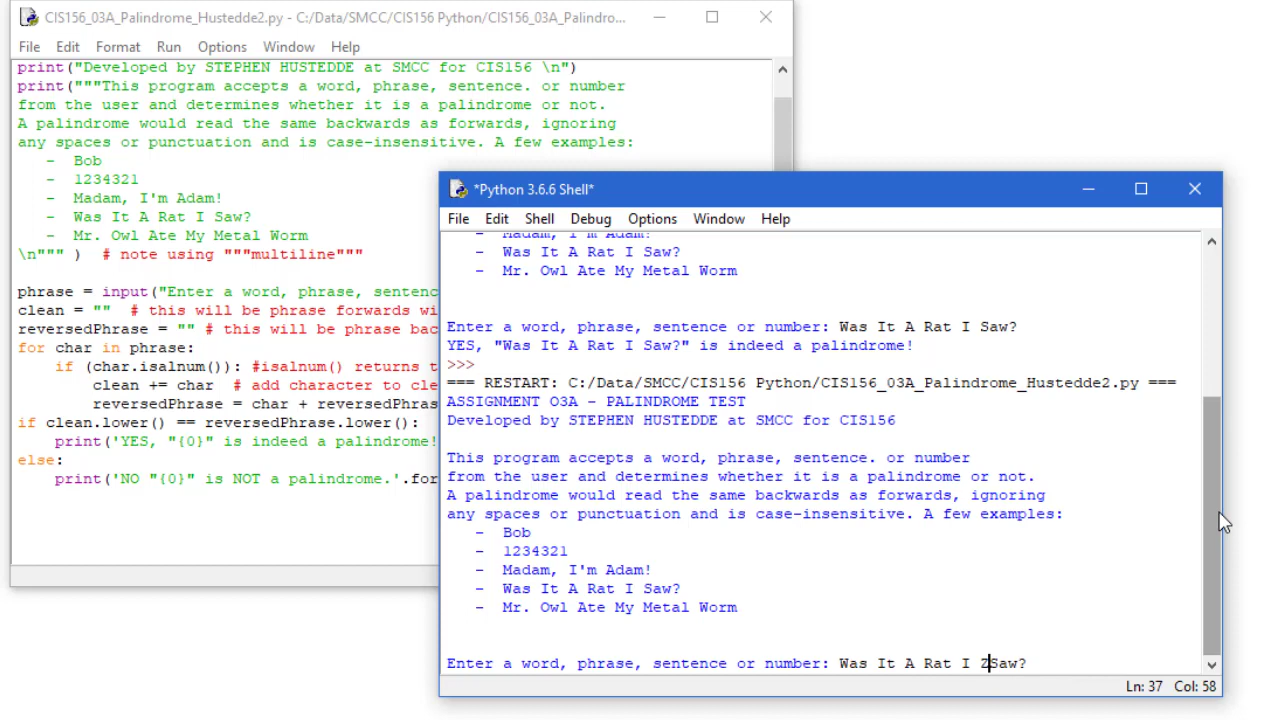 CIS156_03A_Palindrome_Hustedde2.py - C:/Data/SMCC/CIS156 Python/CIS156_03A_Palindro...
File Edit Format Run Options Window Help
print("Developed by STEPHEN HUSTEDDE at SMCC for CIS156 \n")
print("""This program accepts a word, phrase, sentence. or number
from the user and determines whether it is a palindrome or not.
A palindrome would read the same backwards as forwards, ignoring
any spaces or punctuation and is case-insensitive. A few examples:
- Bob
- 1234321
- Madam, I'm Adam!
- Was It A Rat I Saw?
- Mr. Owl Ate My Metal Worm
\n""" ) # note using """multiline"""
phrase = input("Enter a word, phrase, sentenc
clean = "" # this will be phrase forwards wi
reversedPhrase = "" # this will be phrase bac
for char in phrase:
if (char.isalnum()): #isalnum() returns t
clean += char # add character to cle
reversedPhrase = char + reversedPhras
if clean.lower() == reversedPhrase.lower():
print('YES, "{0}" is indeed a palindrome!
else:
print('NO "{0}" is NOT a palindrome.'.for
*Python 3.6.6 Shell*
File Edit Shell Debug Options Window Help
- Madam, I'm Adam!
- Was It A Rat I Saw?
- Mr. Owl Ate My Metal Worm
Enter a word, phrase, sentence or number: Was It A Rat I Saw?
YES, "Was It A Rat I Saw?" is indeed a palindrome!
>>>
=== RESTART: C:/Data/SMCC/CIS156 Python/CIS156_03A_Palindrome_Hustedde2.py ===
ASSIGNMENT O3A - PALINDROME TEST
Developed by STEPHEN HUSTEDDE at SMCC for CIS156
This program accepts a word, phrase, sentence. or number
from the user and determines whether it is a palindrome or not.
A palindrome would read the same backwards as forwards, ignoring
any spaces or punctuation and is case-insensitive. A few examples:
- Bob
- 1234321
- Madam, I'm Adam!
- Was It A Rat I Saw?
- Mr. Owl Ate My Metal Worm
Enter a word, phrase, sentence or number: Was It A Rat I ZSaw?
Ln: 37 Col: 58